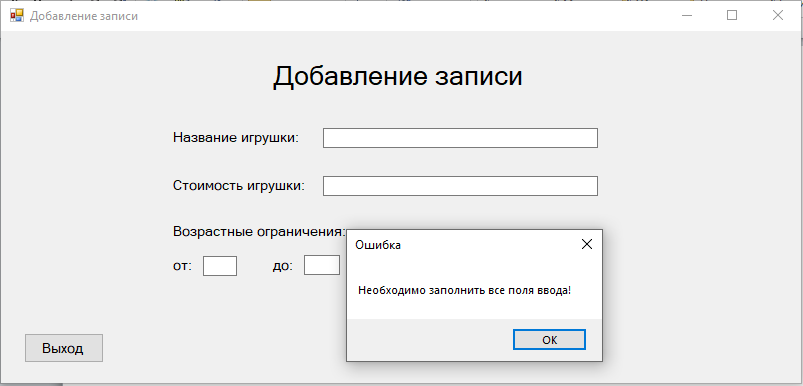 Добавление записи
Добавление записи
Название игрушки:
Стоимость игрушки:
Возрастные ограничения:
от:
до:
Ошибка
Необходимо заполнить все поля ввода!
OK
Выход